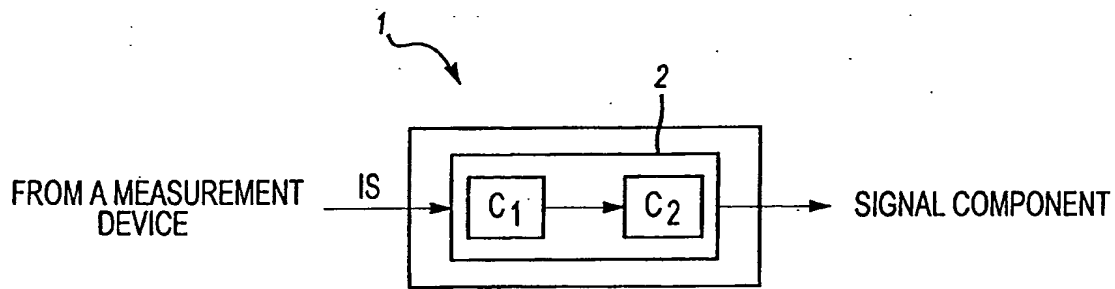 1
2
FROM A MEASUREMENT
DEVICE
IS
C1
C2
SIGNAL COMPONENT